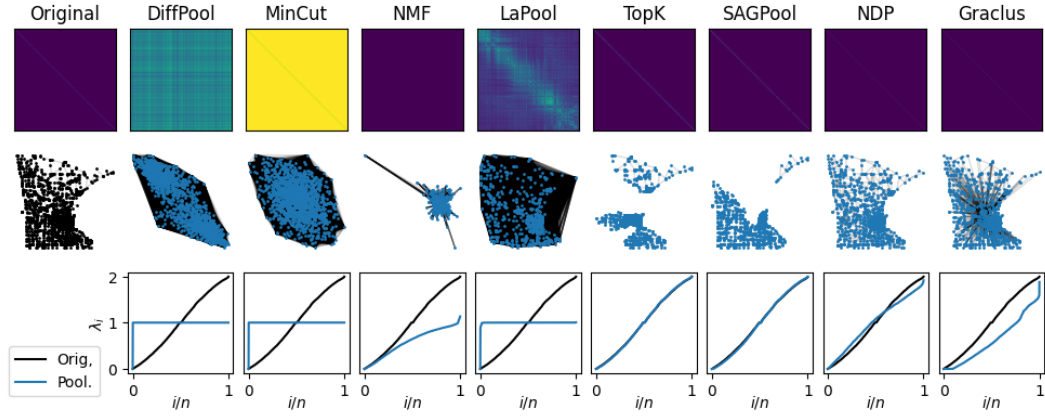 Original DiffPool MinCut NMF LaPool TopK SAGPool NDP Graclus
2
1
0
λi
Orig,
Pool.
0 1 0 1 0 1 0 1 0 1 0 1 0 1 0 1
i/n i/n i/n i/n i/n i/n i/n i/n